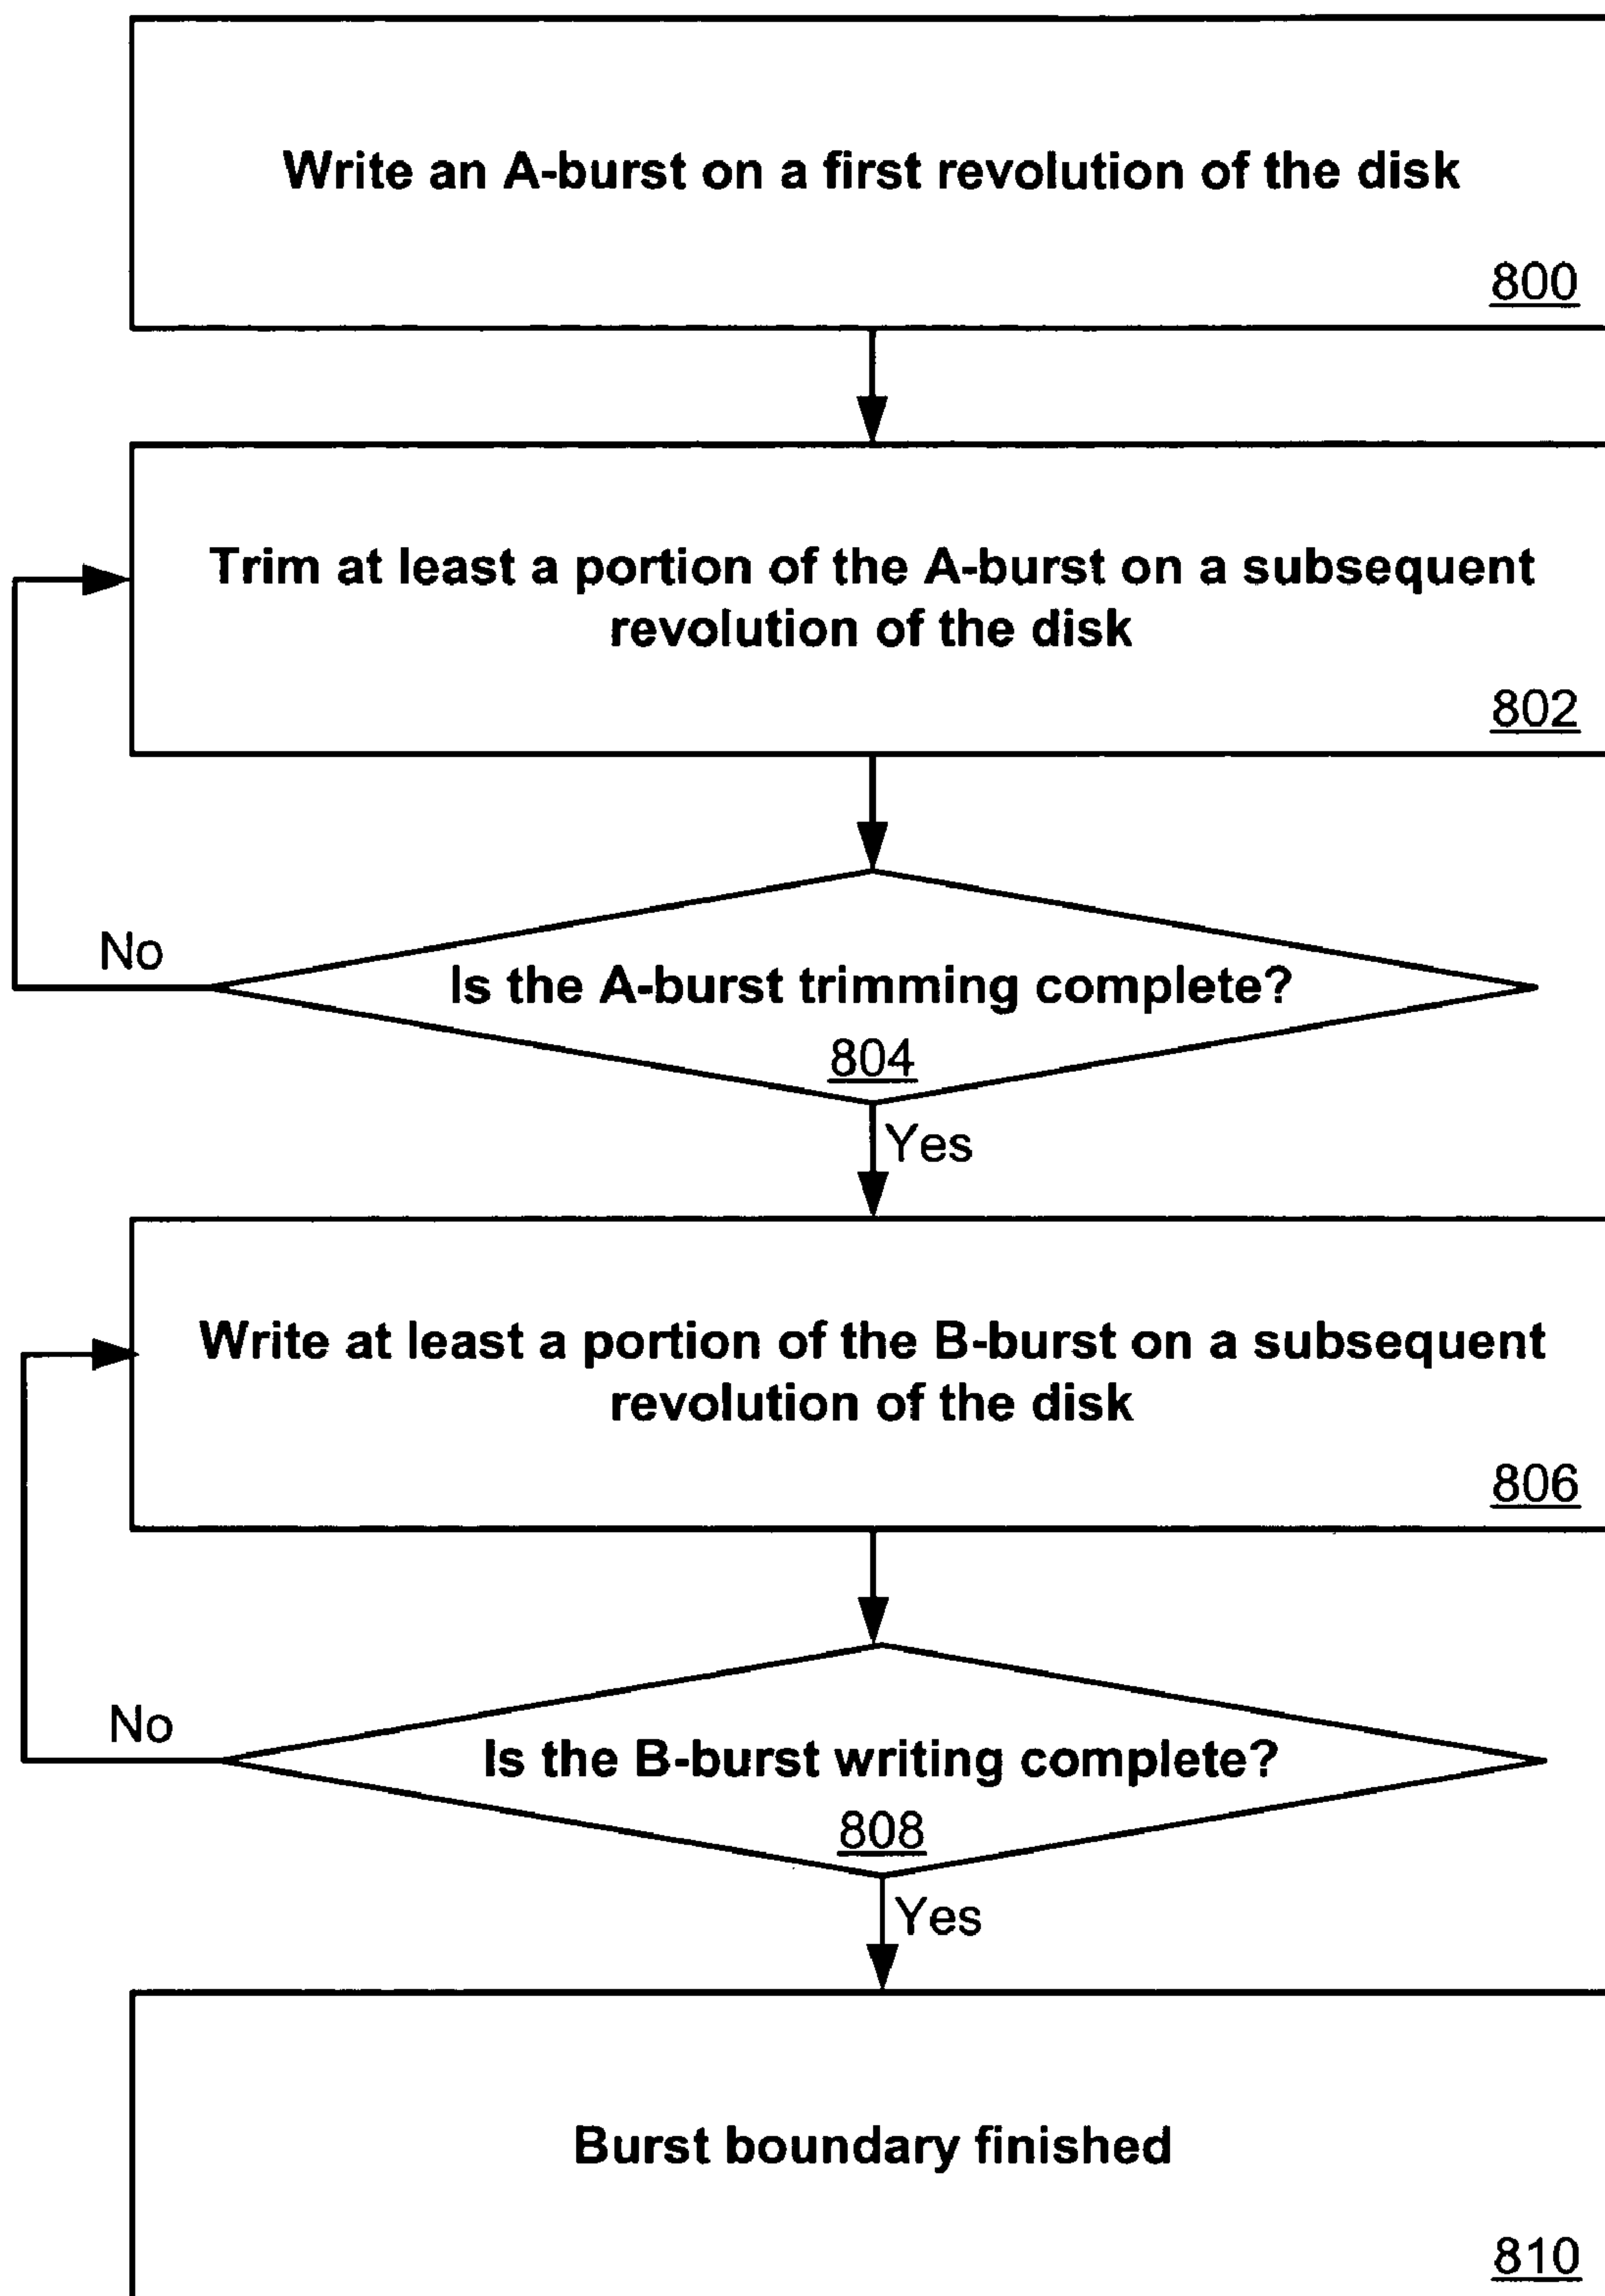 Write an A-burst on a first revolution of the disk
800
Trim at least a portion of the A-burst on a subsequent
revolution of the disk
802
No
Is the A-burst trimming complete?
804
Yes
Write at least a portion of the B-burst on a subsequent
revolution of the disk
806
No
Is the B-burst writing complete?
808
Yes
Burst boundary finished
810